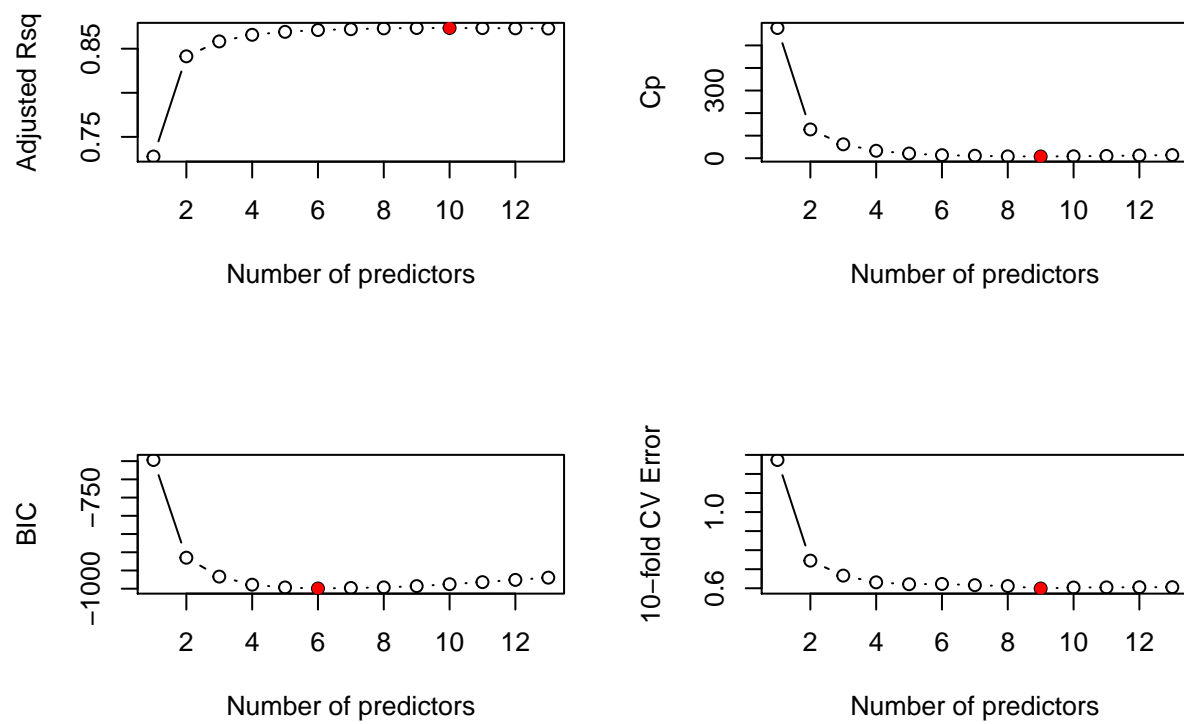 Adjusted Rsq
0.75
0.85
2 4 6 8 10 12
Number of predictors
Cp
0
300
2 4 6 8 10 12
Number of predictors
BIC
−1000
−750
2 4 6 8 10 12
Number of predictors
10−fold CV Error
0.6
1.0
2 4 6 8 10 12
Number of predictors